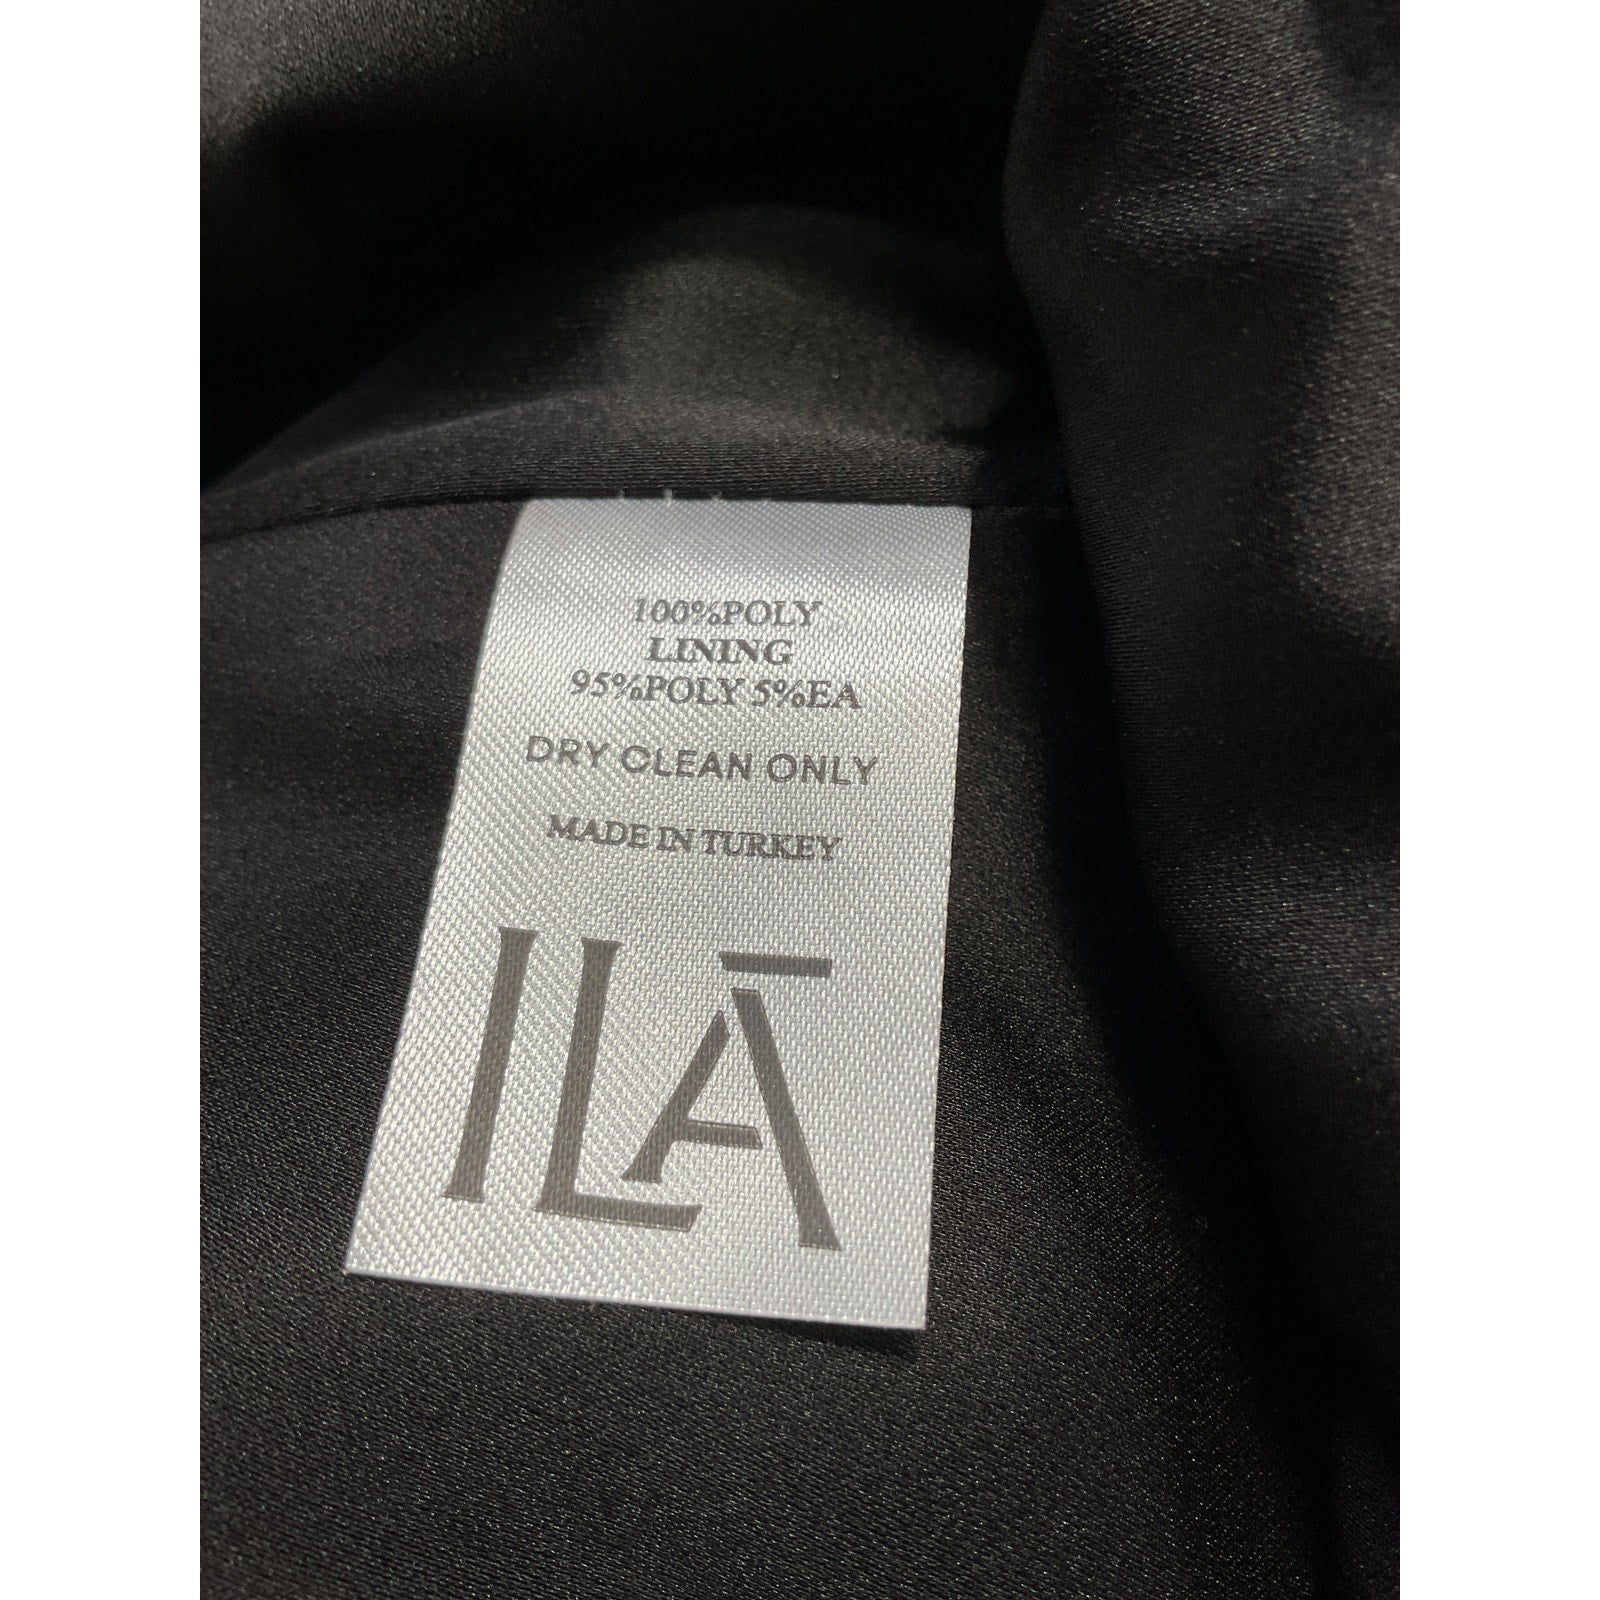 100%POLY
LINING
95%POLY 5%EA
DRY CLEAN ONLY
MADE IN TURKEY
ILĀ